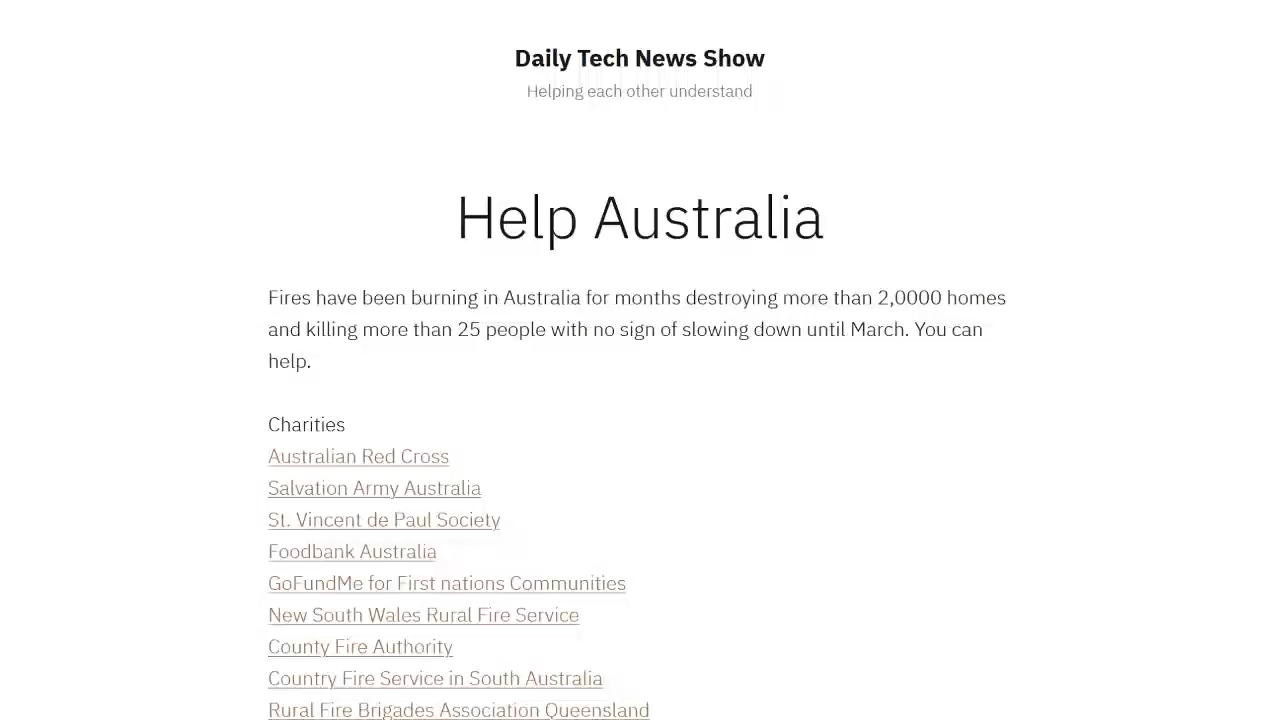 Daily Tech News Show
Helping each other understand
Help Australia
Fires have been burning in Australia for months destroying more than 2,0000 homes
and killing more than 25 people with no sign of slowing down until March. You can
help.
Charities
Australian Red Cross
Salvation Army Australia
St. Vincent de Paul Society
Foodbank Australia
GoFundMe for First nations Communities
New South Wales Rural Fire Service
County Fire Authority
Country Fire Service in South Australia
Rural Fire Brigades Association Queensland